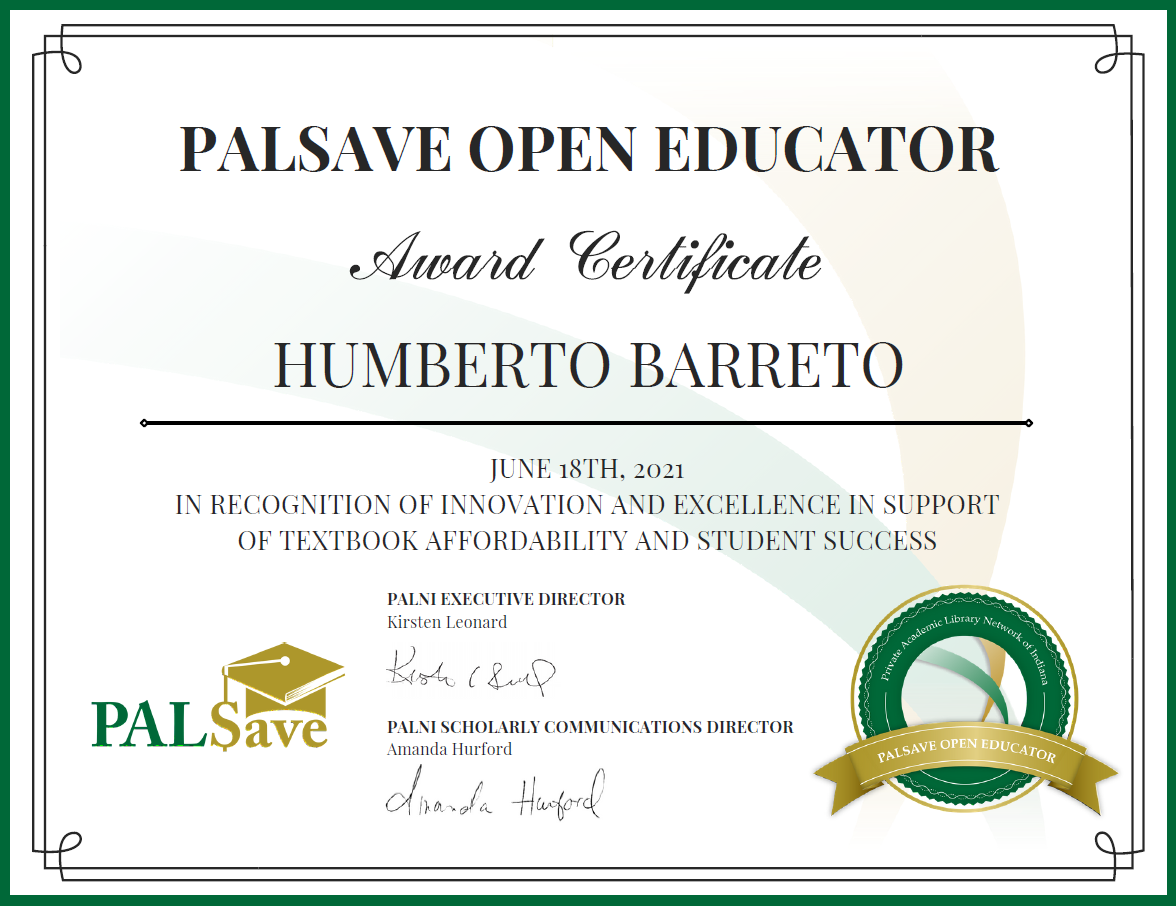 PALSAVE OPEN EDUCATOR
Award Certificate
HUMBERTO BARRETO
JUNE 18TH, 2021
IN RECOGNITION OF INNOVATION AND EXCELLENCE IN SUPPORT
OF TEXTBOOK AFFORDABILITY AND STUDENT SUCCESS
PALNI EXECUTIVE DIRECTOR
Kirsten Leonard
PALNI SCHOLARLY COMMUNICATIONS DIRECTOR
Amanda Hurford
Amanda Hurford
PALSave
Private Academic Library Network of Indiana
PALSAVE OPEN EDUCATOR